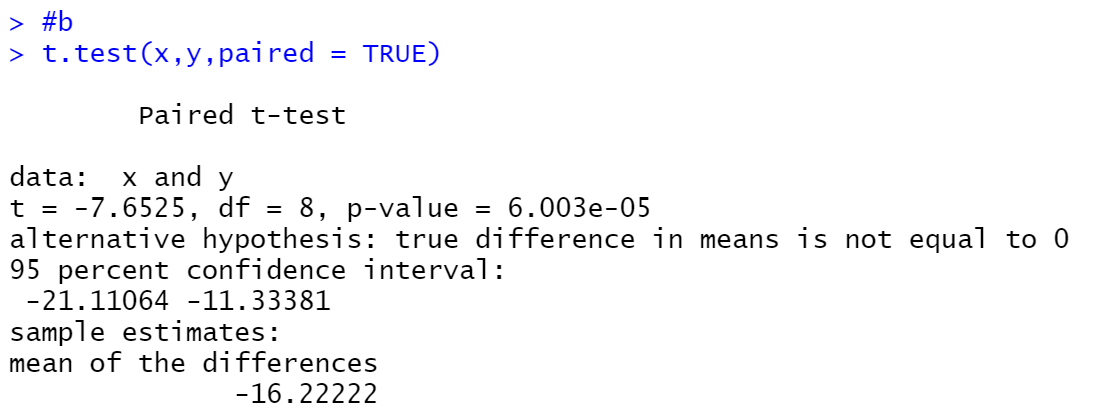 > #b
> t.test(x,y,paired = TRUE)
Paired t-test
data:  x and y
t = -7.6525, df = 8, p-value = 6.003e-05
alternative hypothesis: true difference in means is not equal to 0
95 percent confidence interval:
 -21.11064 -11.33381
sample estimates:
mean of the differences
-16.22222